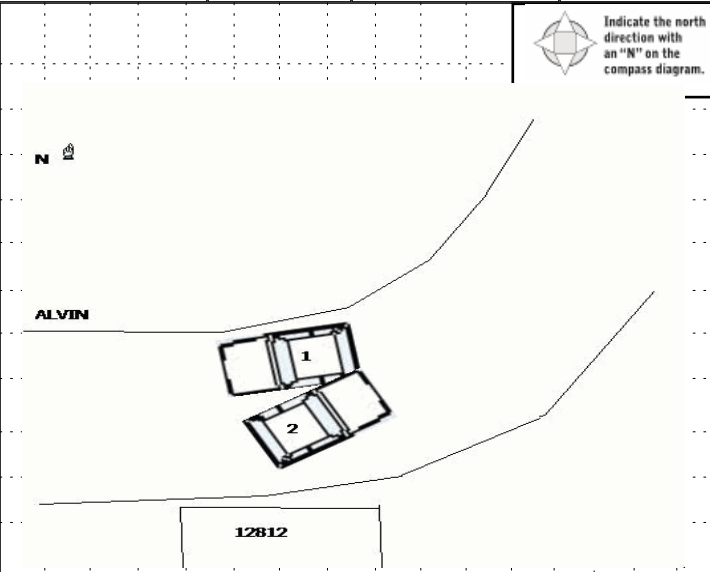 Indicate the north
direction with
an “N” on the
compass diagram.
N
ALVIN
1
2
12812